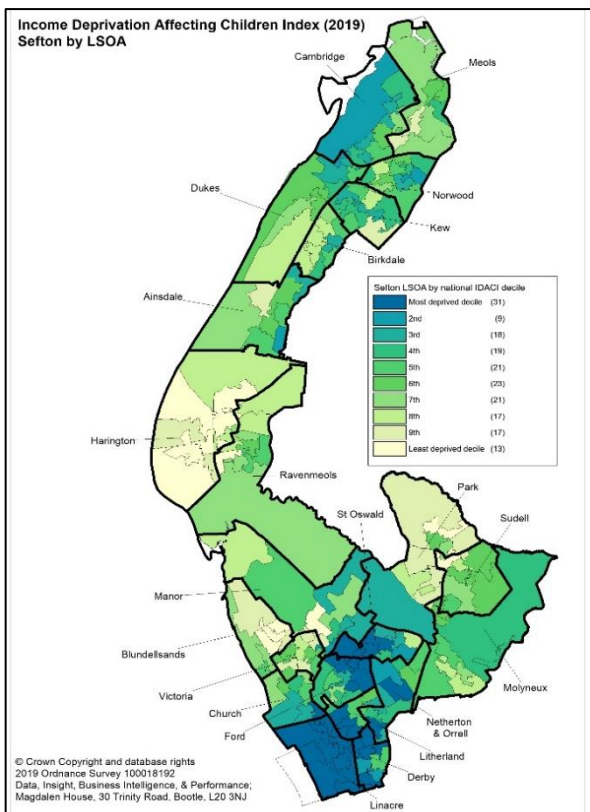 Income Deprivation Affecting Children Index (2019)
Sefton by LSOA
Cambridge
Meols
Dukes
Norwood
Kew
Birkdale
Ainsdale
Sefton LSOA by national IDACI decile
Most deprived decile (31)
2nd (9)
3rd (18)
4th (19)
5th (21)
6th (23)
7th (21)
8th (17)
9th (17)
Least deprived decile (13)
Harington
Ravenmeols
Park
St Oswald
Sudell
Manor
Blundellsands
Molyneux
Victoria
Church
Netherton
& Orrell
Ford
Litherland
Derby
Linacre
© Crown Copyright and database rights
2019 Ordnance Survey 100018192
Data, Insight, Business Intelligence, & Performance;
Magdalen House, 30 Trinity Road, Bootle, L20 3NJ